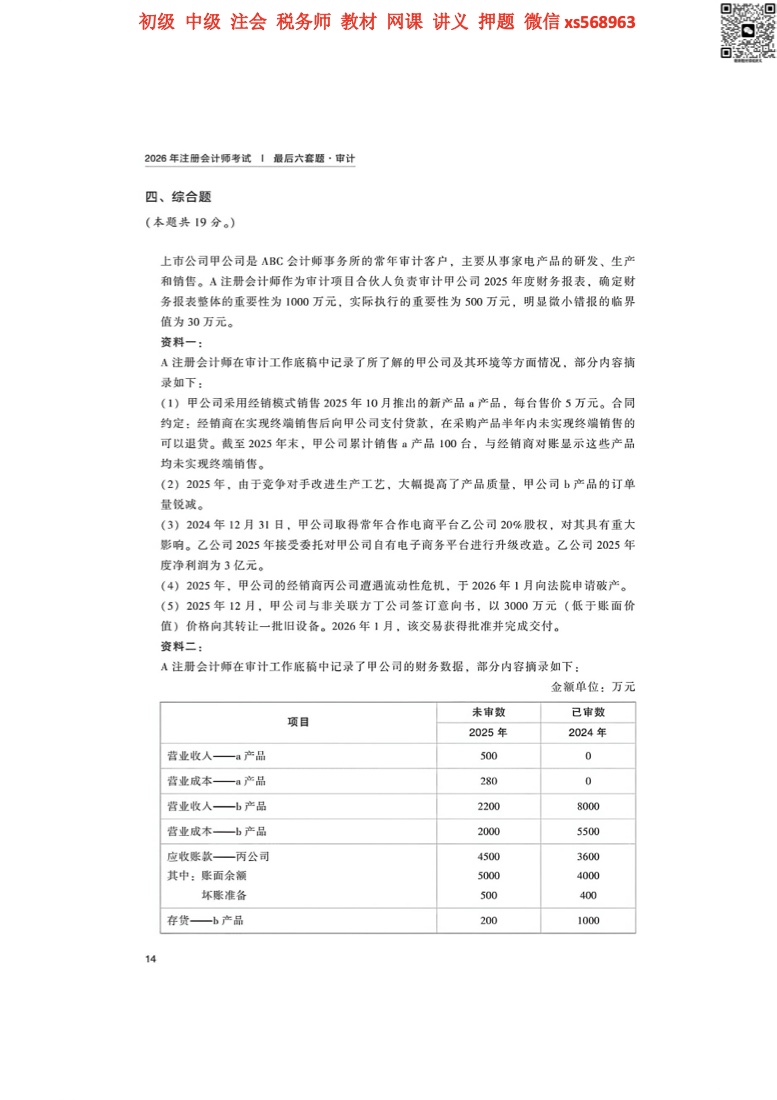 初级 中级 注会 税务师 教材 网课 讲义 押题 微信 xs568963
2026 年注册会计师考试 | 最后六套题·审计
四、综合题
(本题共 19 分。)
上市公司甲公司是 ABC 会计师事务所的常年审计客户，主要从事家电产品的研发、生产
和销售。A 注册会计师作为审计项目合伙人负责审计甲公司 2025 年度财务报表，确定财
务报表整体的重要性为 1000 万元，实际执行的重要性为 500 万元，明显微小错报的临界
值为 30 万元。
资料一：
A 注册会计师在审计工作底稿中记录了所了解的甲公司及其环境等方面情况，部分内容摘
录如下：
(1) 甲公司采用经销模式销售 2025 年 10 月推出的新产品 a 产品，每台售价 5 万元。合同
约定：经销商在实现终端销售后向甲公司支付货款，在采购产品半年内未实现终端销售的
可以退货。截至 2025 年末，甲公司累计销售 a 产品 100 台，与经销商对账显示这些产品
均未实现终端销售。
(2) 2025 年，由于竞争对手改进生产工艺，大幅提高了产品质量，甲公司 b 产品的订单
量锐减。
(3) 2024 年 12 月 31 日，甲公司取得常年合作电商平台乙公司 20% 股权，对其具有重大
影响。乙公司 2025 年接受委托对甲公司自有电子商务平台进行升级改造。乙公司 2025 年
度净利润为 3 亿元。
(4) 2025 年，甲公司的经销商丙公司遭遇流动性危机，于 2026 年 1 月向法院申请破产。
(5) 2025 年 12 月，甲公司与非关联方丁公司签订意向书，以 3000 万元（低于账面价
值）价格向其转让一批旧设备。2026 年 1 月，该交易获得批准并完成交付。
资料二：
A 注册会计师在审计工作底稿中记录了甲公司的财务数据，部分内容摘录如下：
金额单位：万元
项目 未审数 已审数
2025 年 2024 年
营业收入——a 产品 500 0
营业成本——a 产品 280 0
营业收入——b 产品 2200 8000
营业成本——b 产品 2000 5500
应收账款——丙公司 4500 3600
其中：账面余额 5000 4000
坏账准备 500 400
存货——b 产品 200 1000
14